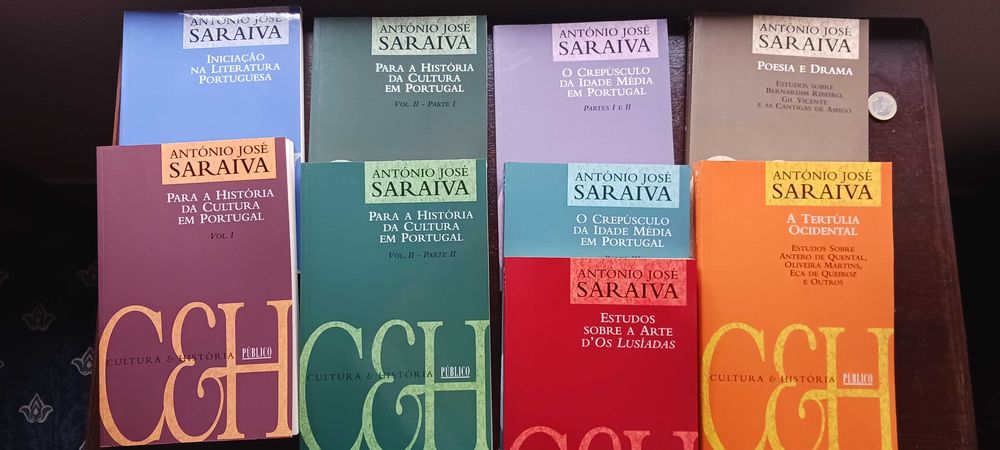 ANTÓNIO JOSÉ
SARAIVA
INICIAÇÃO
NA LITERATURA
PORTUGUESA
ANTÓNIO JOSÉ
SARAIVA
PARA A HISTÓRIA
DA CULTURA
EM PORTUGAL
VOL. II - PARTE I
ANTÓNIO JOSÉ
SARAIVA
O CREPÚSCULO
DA IDADE MÉDIA
EM PORTUGAL
PARTES I E II
ANTÓNIO JOSÉ
SARAIVA
POESIA E DRAMA
ESTUDOS SOBRE
BERNARDIM RIBEIRO,
GIL VICENTE
E AS CANTIGAS DE AMIGO
ANTÓNIO JOSÉ
SARAIVA
PARA A HISTÓRIA
DA CULTURA
EM PORTUGAL
VOL. I
C&H
CULTURA & HISTÓRIA
PÚBLICO
ANTÓNIO JOSÉ
SARAIVA
PARA A HISTÓRIA
DA CULTURA
EM PORTUGAL
VOL. II - PARTE II
C&H
CULTURA & HISTÓRIA
PÚBLICO
ANTÓNIO JOSÉ
SARAIVA
O CREPÚSCULO
DA IDADE MÉDIA
EM PORTUGAL
ANTÓNIO JOSÉ
SARAIVA
ESTUDOS
SOBRE A ARTE
D'OS LUSÍADAS
C&H
ANTÓNIO JOSÉ
SARAIVA
A TERTÚLIA
OCIDENTAL
ESTUDOS SOBRE
ANTERO DE QUENTAL,
OLIVEIRA MARTINS,
EÇA DE QUEIROZ
E OUTROS
C&H
CULTURA & HISTÓRIA
PÚBLICO